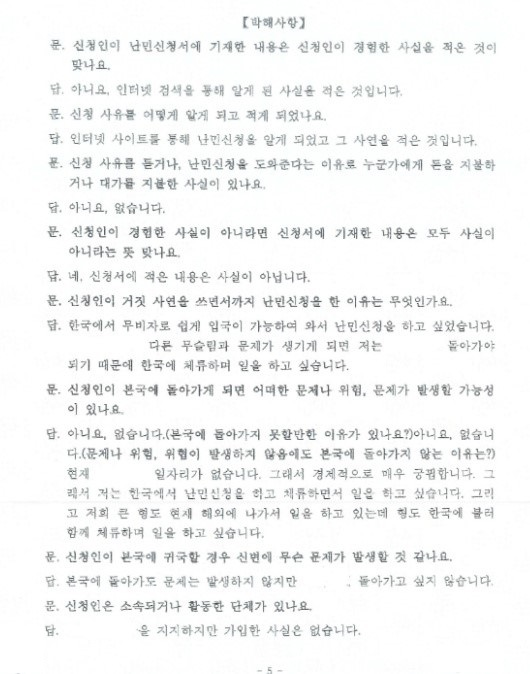 【박해사항】
문. 신청인이 난민신청서에 기재한 내용은 신청인이 경험한 사실을 적은 것이
맞나요.
답. 아니요, 인터넷 검색을 통해 알게 된 사실을 적은 것입니다.
문. 신청 사유를 어떻게 알게 되고 적게 되었나요.
답. 인터넷 사이트를 통해 난민신청을 알게 되었고 그 사연을 적은 것입니다.
문. 신청 사유를 듣거나, 난민신청을 도와준다는 이유로 누군가에게 돈을 지불하
거나 대가를 지불한 사실이 있나요.
답. 아니요, 없습니다.
문. 신청인이 경험한 사실이 아니라면 신청서에 기재한 내용은 모두 사실이
아니라는 뜻 맞나요.
답. 네, 신청서에 적은 내용은 사실이 아닙니다.
문. 신청인이 거짓 사연을 쓰면서까지 난민신청을 한 이유는 무엇인가요.
답. 한국에서 무비자로 쉽게 입국이 가능하여 와서 난민신청을 하고 싶었습니다.
다른 무슬림과 문제가 생기게 되면 저는 돌아가야
되기 때문에 한국에 체류하며 일을 하고 싶습니다.
문. 신청인이 본국에 돌아가게 되면 어떠한 문제나 위험, 문제가 발생할 가능성
이 있나요.
답. 아니요, 없습니다.(본국에 돌아가지 못할만한 이유가 있나요?)아니요, 없습니
다.(문제나 위험, 위협이 발생하지 않음에도 본국에 돌아가지 않는 이유는?)
현재 일자리가 없습니다. 그래서 경제적으로 매우 궁핍합니다. 그
래서 저는 한국에서 난민신청을 하고 체류하면서 일을 하고 싶습니다. 그리
고 저희 큰 형도 현재 해외에 나가서 일을 하고 있는데 형도 한국에 불러
함께 체류하며 일을 하고 싶습니다.
문. 신청인이 본국에 귀국할 경우 신변에 무슨 문제가 발생할 것 같나요.
답. 본국에 돌아가도 문제는 발생하지 않지만 돌아가고 싶지 않습니다.
문. 신청인은 소속되거나 활동한 단체가 있나요.
답. 을 지지하지만 가입한 사실은 없습니다.
- 5 -